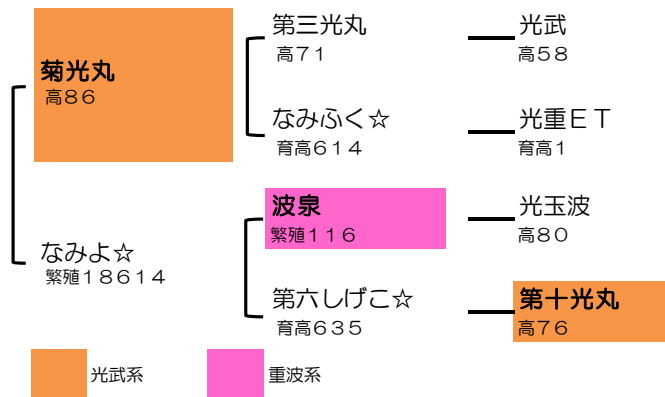 第三光丸
高71
光武
高58
菊光丸
高86
なみふく☆
育高614
光重ET
育高1
波泉
繁殖116
光玉波
高80
なみよ☆
繁殖18614
第六しげこ☆
育高635
第十光丸
高76
光武系
重波系